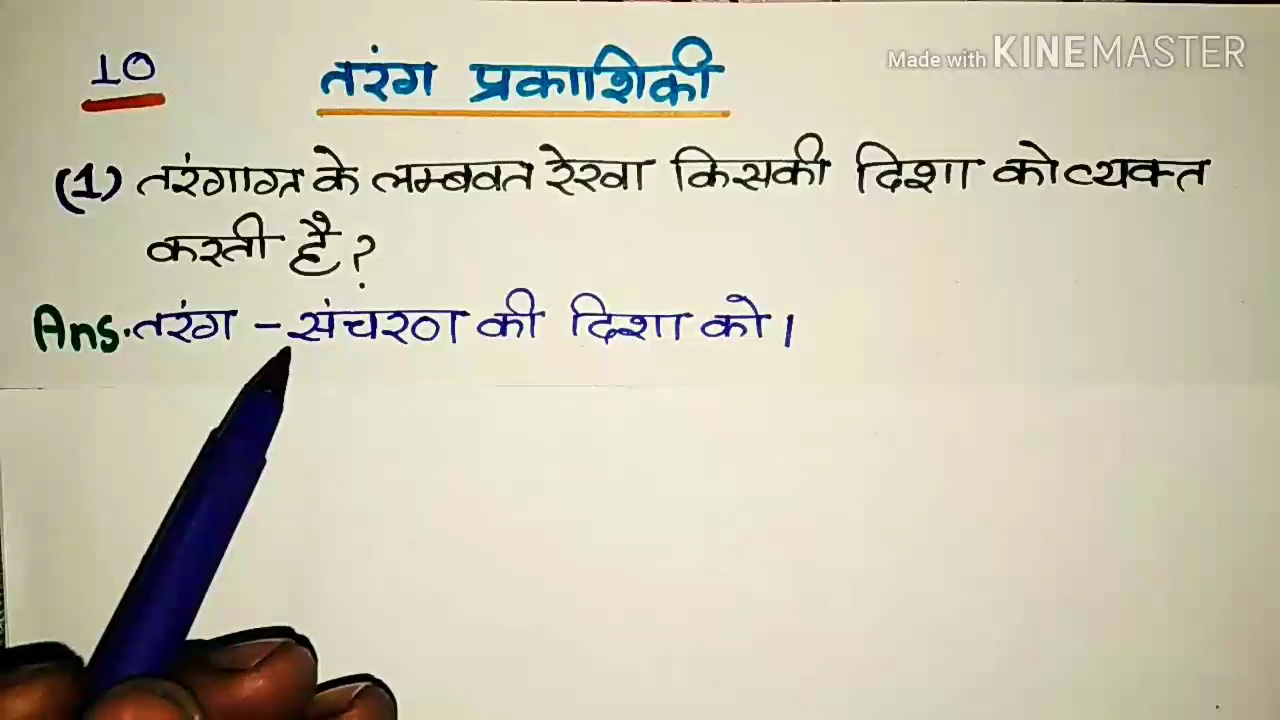 Made with KINEMASTER
10 तरंग प्रकाशिकी
(1) तरंगाग्र के लम्बवत रेखा किसकी दिशा को व्यक्त
करती है?
Ans. तरंग - संचरण की दिशा को।